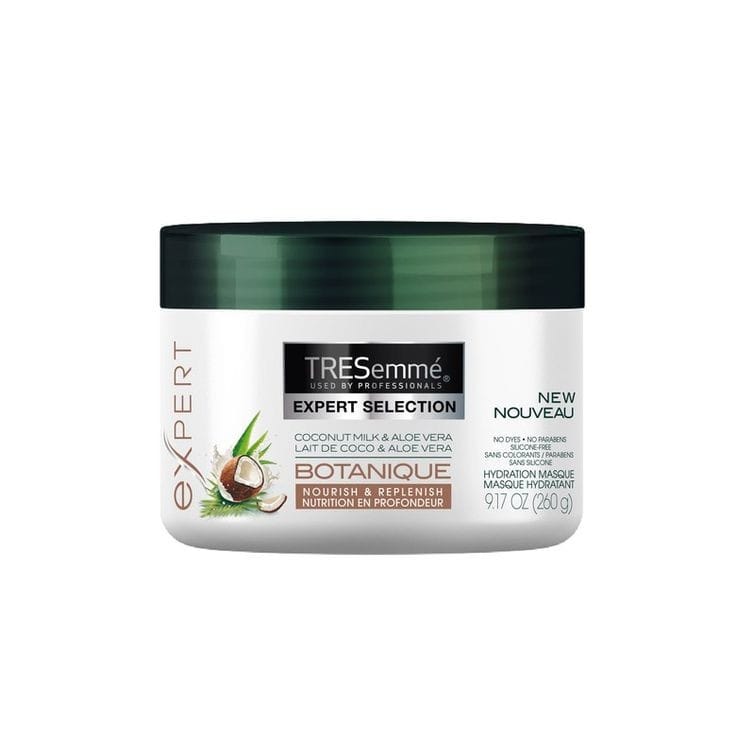 eXPERT
TRESemmé®
USED BY PROFESSIONALS
EXPERT SELECTION
COCONUT MILK & ALOE VERA
LAIT DE COCO & ALOE VERA
BOTANIQUE
NOURISH & REPLENISH
NUTRITION EN PROFONDEUR
NEW
NOUVEAU
NO DYES • NO PARABENS
SILICONE-FREE
SANS COLORANTS / PARABENS
SANS SILICONE
HYDRATION MASQUE
MASQUE HYDRATANT
9.17 OZ (260 g)